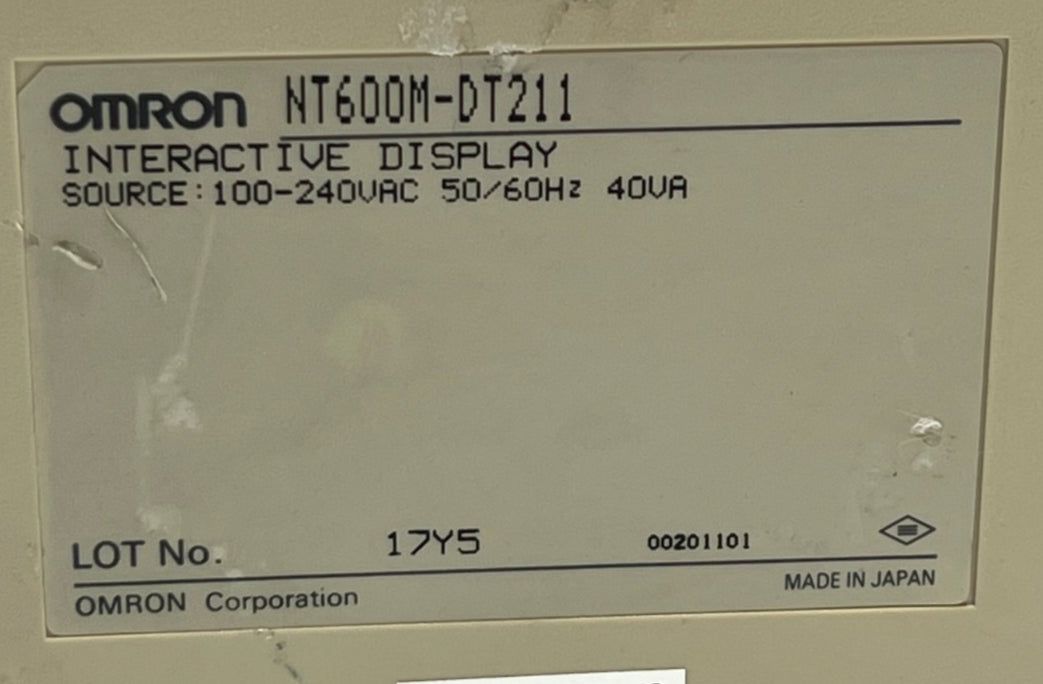 OMRON NT600M-DT211
INTERACTIVE DISPLAY
SOURCE:100-240VAC 50/60Hz 40VA
LOT No. 17Y5 00201101
MADE IN JAPAN
OMRON Corporation